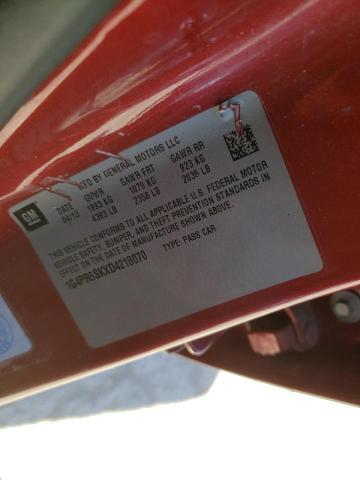 GM
MFD BY GENERAL MOTORS LLC
DATE GVWR GAWR FRT GAWR RR
04/13 1993 KG 1070 KG 923 KG
4393 LB 2358 LB 2035 LB
THIS VEHICLE CONFORMS TO ALL APPLICABLE U.S. FEDERAL MOTOR
VEHICLE SAFETY, BUMPER, AND THEFT PREVENTION STANDARDS IN
EFFECT ON THE DATE OF MANUFACTURE SHOWN ABOVE.
1G4PR5SKXD4218070 TYPE: PASS CAR